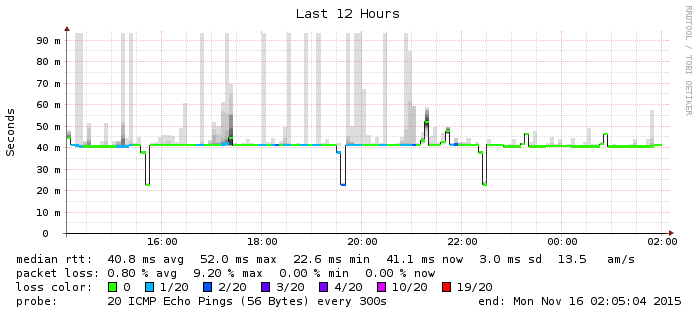 Last 12 Hours
RRDTOOL / TOBI OETIKER
Seconds
90 m
80 m
70 m
60 m
50 m
40 m
30 m
20 m
10 m
0
16:00 18:00 20:00 22:00 00:00 02:00
median rtt: 40.8 ms avg 52.0 ms max 22.6 ms min 41.1 ms now 3.0 ms sd 13.5 am/s
packet loss: 0.80 % avg 9.20 % max 0.00 % min 0.00 % now
loss color: 0 1/20 2/20 3/20 4/20 10/20 19/20
probe: 20 ICMP Echo Pings (56 Bytes) every 300s end: Mon Nov 16 02:05:04 2015